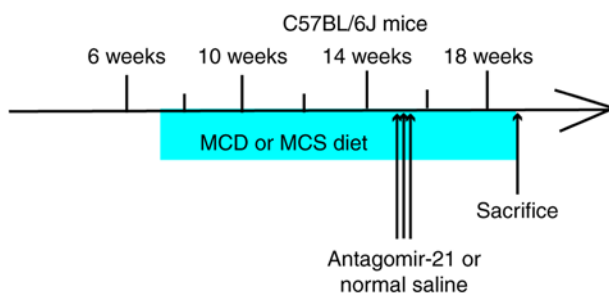 C57BL/6J mice
6 weeks 10 weeks 14 weeks 18 weeks
MCD or MCS diet
Sacrifice
Antagomir-21 or
normal saline